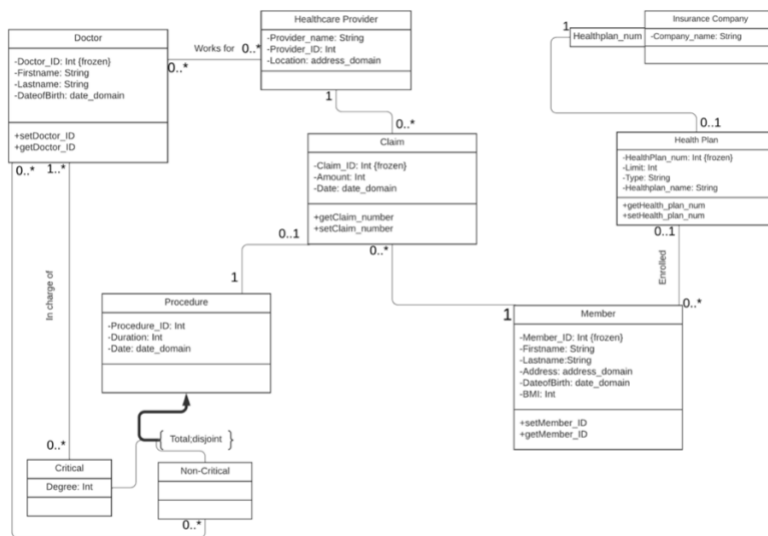 Doctor
-Doctor_ID: Int {frozen}
-Firstname: String
-Lastname: String
-DateofBirth: date_domain
+setDoctor_ID
+getDoctor_ID
Works for
0..*
0..*
Healthcare Provider
-Provider_name: String
-Provider_ID: Int
-Location: address_domain
1
0..*
1
Healthplan_num
Insurance Company
-Company_name: String
0..1
Claim
-Claim_ID: Int {frozen}
-Amount: Int
-Date: date_domain
+getClaim_number
+setClaim_number
Health Plan
-HealthPlan_num: Int {frozen}
-Limit: Int
-Type: String
-Healthplan_name: String
+getHealth_plan_num
+setHealth_plan_num
0..*
1..*
0..1
0..*
0..1
Enrolled
0..*
In charge of
1
Procedure
-Procedure_ID: Int
-Duration: Int
-Date: date_domain
1
Member
-Member_ID: Int {frozen}
-Firstname: String
-Lastname:String
-Address: address_domain
-DateofBirth: date_domain
-BMI: Int
+setMember_ID
+getMember_ID
{ Total;disjoint }
0..*
Critical
Degree: Int
Non-Critical
0..*